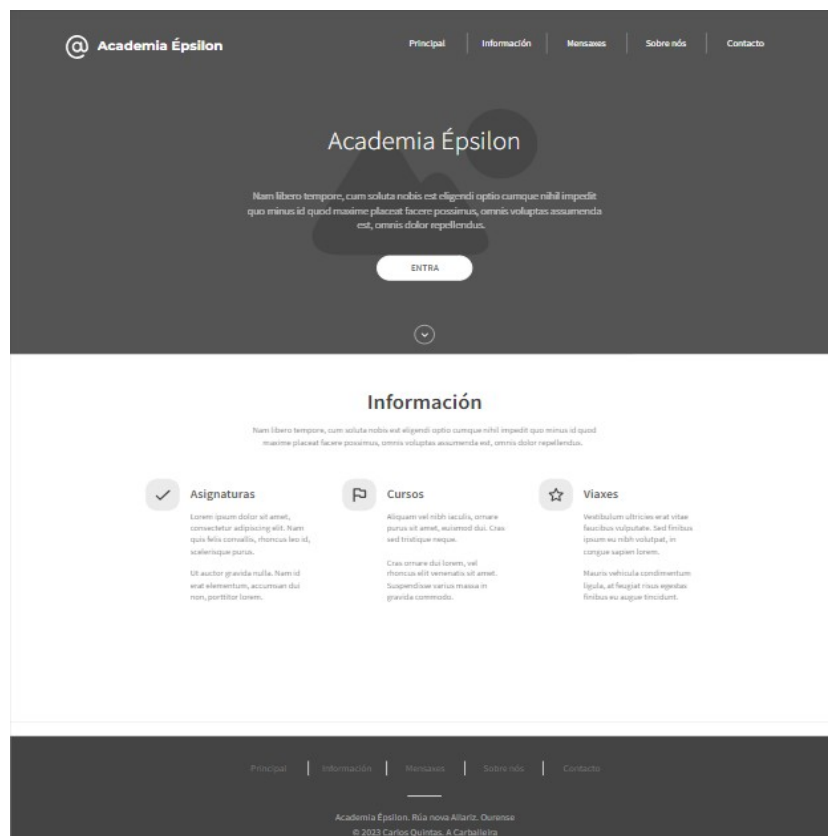 @ Academia Épsilon
Principal Información Mensaxes Sobre nós Contacto
Academia Épsilon
Nam libero tempore, cum soluta nobis est eligendi optio cumque nihil impedit
quo minus id quod maxime placeat facere possimus, omnis voluptas assumenda
est, omnis dolor repellendus.
ENTRA
Información
Nam libero tempore, cum soluta nobis est eligendi optio cumque nihil impedit quo minus id quod
maxime placeat facere possimus, omnis voluptas assumenda est, omnis dolor repellendus.
Asignaturas
Lorem ipsum dolor sit amet,
consectetur adipiscing elit. Nam
quis felis convallis, rhoncus leo id,
scelerisque purus.
Ut auctor gravida nulla. Nam id
erat elementum, accumsan dui
non, porttitor lorem.
Cursos
Aliquam vel nibh iaculis, ornare
purus sit amet, euismod dui. Cras
sed tristique neque.
Cras ornare dui lorem, vel
rhoncus elit venenatis sit amet.
Suspendisse varius massa in
gravida commodo.
Viaxes
Vestibulum ultricies erat vitae
faucibus vulputate. Sed finibus
ipsum eu nibh volutpat, in
congue sapien lorem.
Mauris vehicula condimentum
ligula, at feugiat risus egestas
finibus eu augue tincidunt.
Principal Información Mensaxes Sobre nós Contacto
Academia Épsilon. Rúa nova Allariz. Ourense
© 2023 Carlos Quintas. A Carballeira